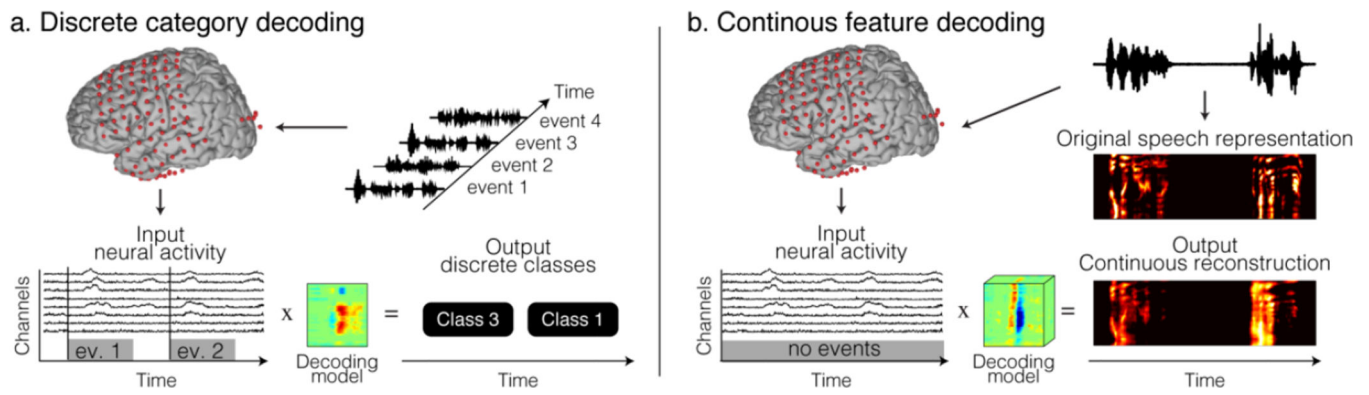 a. Discrete category decoding
Time
event 4
event 3
event 2
event 1
Input
neural activity
Channels
ev. 1
ev. 2
Time
x
Decoding
model
=
Output
discrete classes
Class 3
Class 1
Time
b. Continous feature decoding
Original speech representation
Input
neural activity
Channels
no events
Time
x
Decoding
model
=
Output
Continuous reconstruction
Time